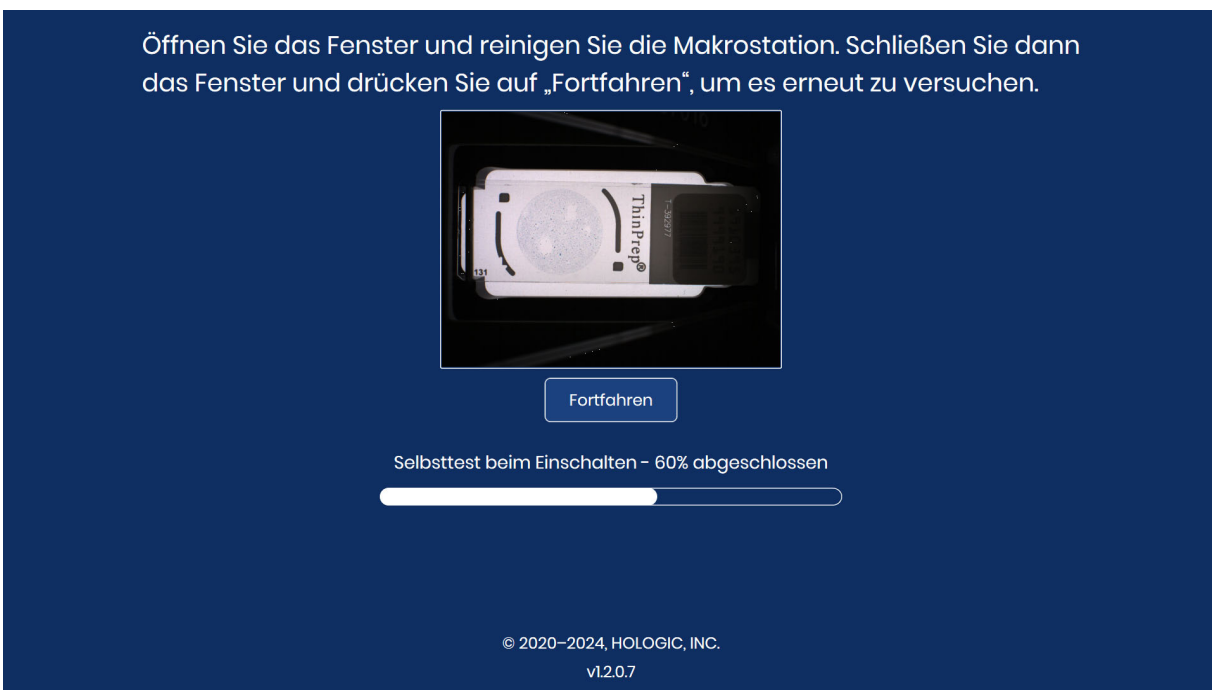 Öffnen Sie das Fenster und reinigen Sie die Makrostation. Schließen Sie dann
das Fenster und drücken Sie auf „Fortfahren“, um es erneut zu versuchen.
ThinPrep®
T-392977
131
Fortfahren
Selbsttest beim Einschalten - 60% abgeschlossen
© 2020–2024, HOLOGIC, INC.
v1.2.0.7